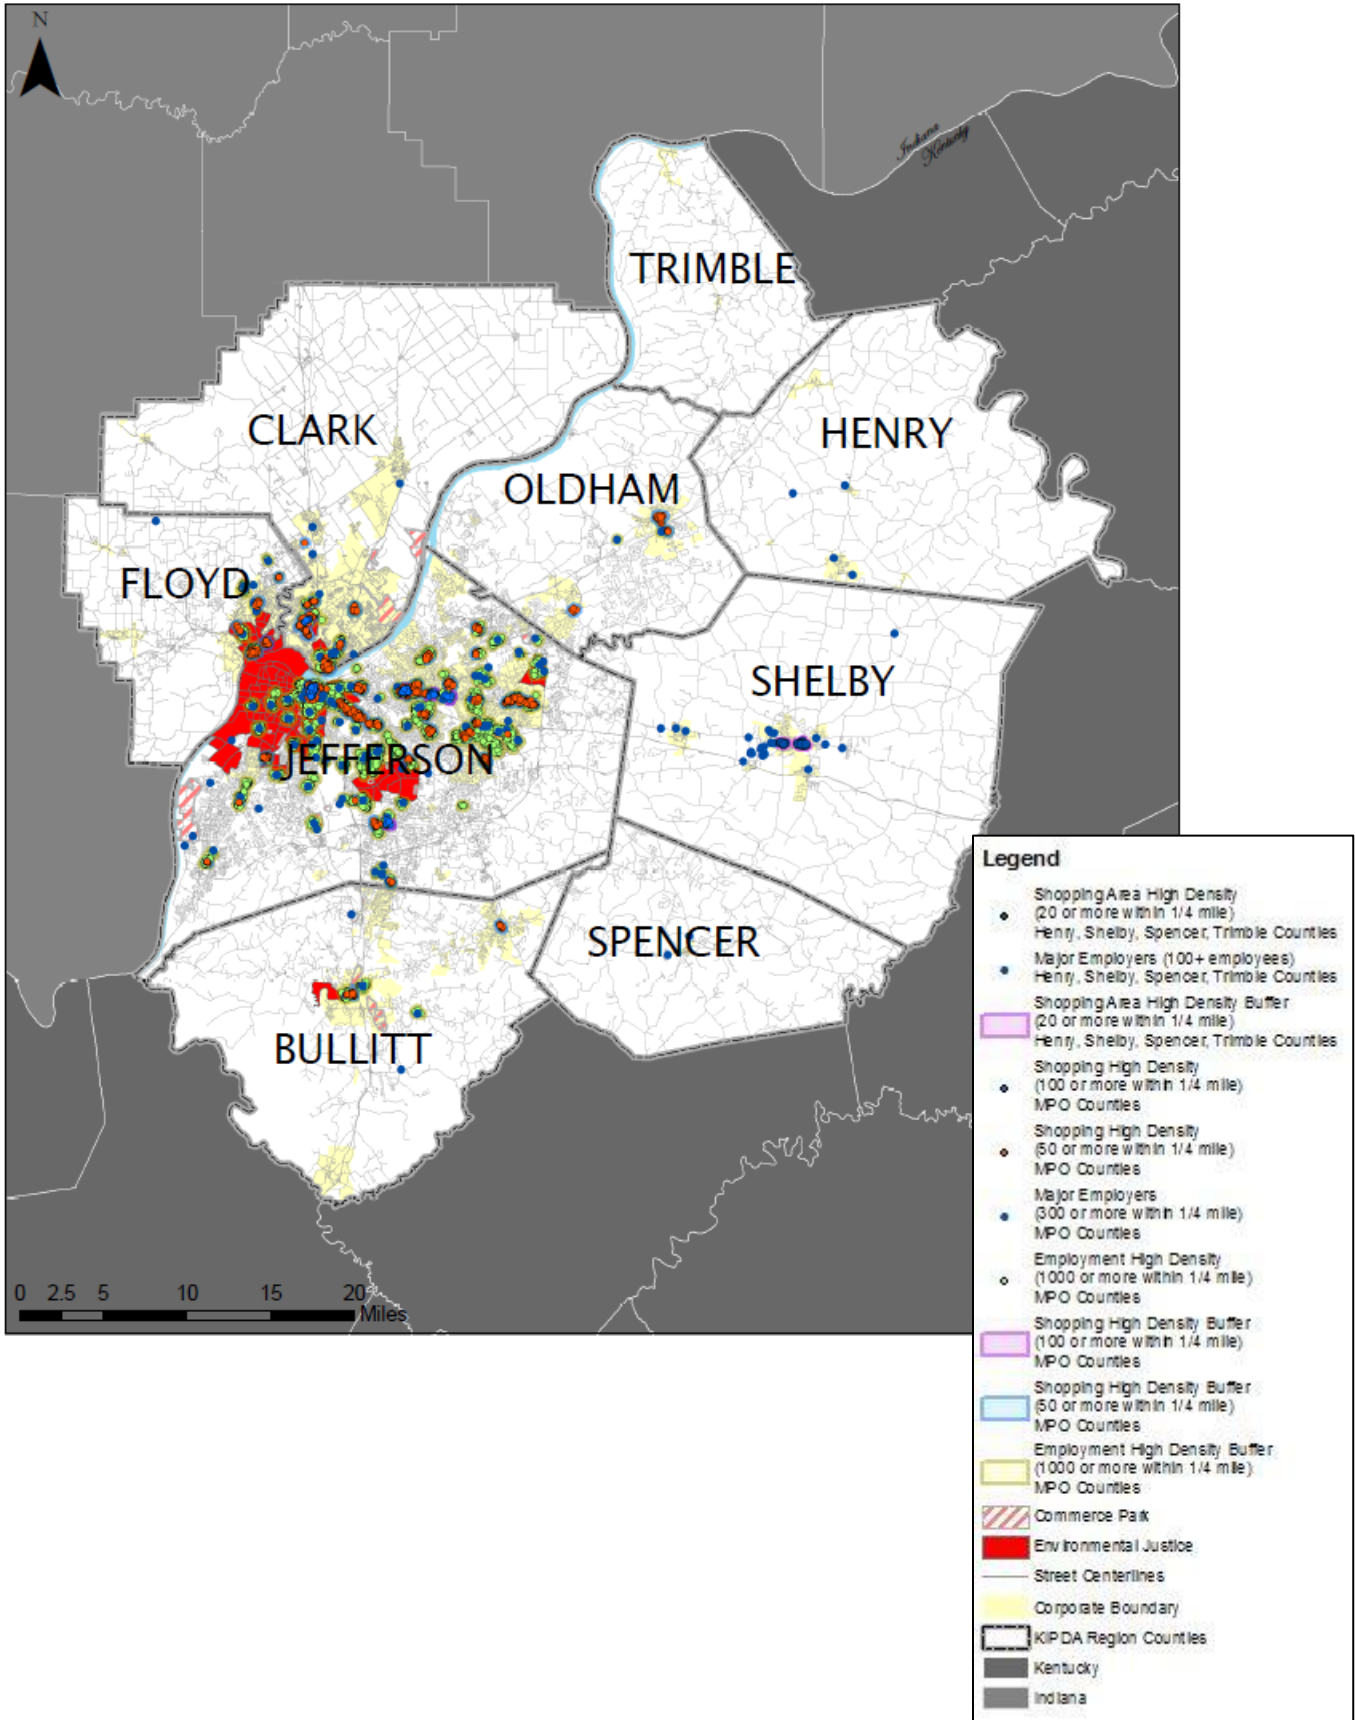 N
Indiana
Kentucky
TRIMBLE
CLARK
HENRY
OLDHAM
FLOYD
SHELBY
JEFFERSON
SPENCER
BULLITT
0 2.5 5 10 15 20
Miles
Legend
Shopping Area High Density
(20 or more within 1/4 mile)
Henry, Shelby, Spencer, Trimble Counties
Major Employers (100+ employees)
Henry, Shelby, Spencer, Trimble Counties
Shopping Area High Density Buffer
(20 or more within 1/4 mile)
Henry, Shelby, Spencer, Trimble Counties
Shopping High Density
(100 or more within 1/4 mile)
MPO Counties
Shopping High Density
(50 or more within 1/4 mile)
MPO Counties
Major Employers
(300 or more within 1/4 mile)
MPO Counties
Employment High Density
(1000 or more within 1/4 mile)
MPO Counties
Shopping High Density Buffer
(100 or more within 1/4 mile)
MPO Counties
Shopping High Density Buffer
(50 or more within 1/4 mile)
MPO Counties
Employment High Density Buffer
(1000 or more within 1/4 mile)
MPO Counties
Commerce Park
Environmental Justice
Street Centerlines
Corporate Boundary
KIPDA Region Counties
Kentucky
Indiana